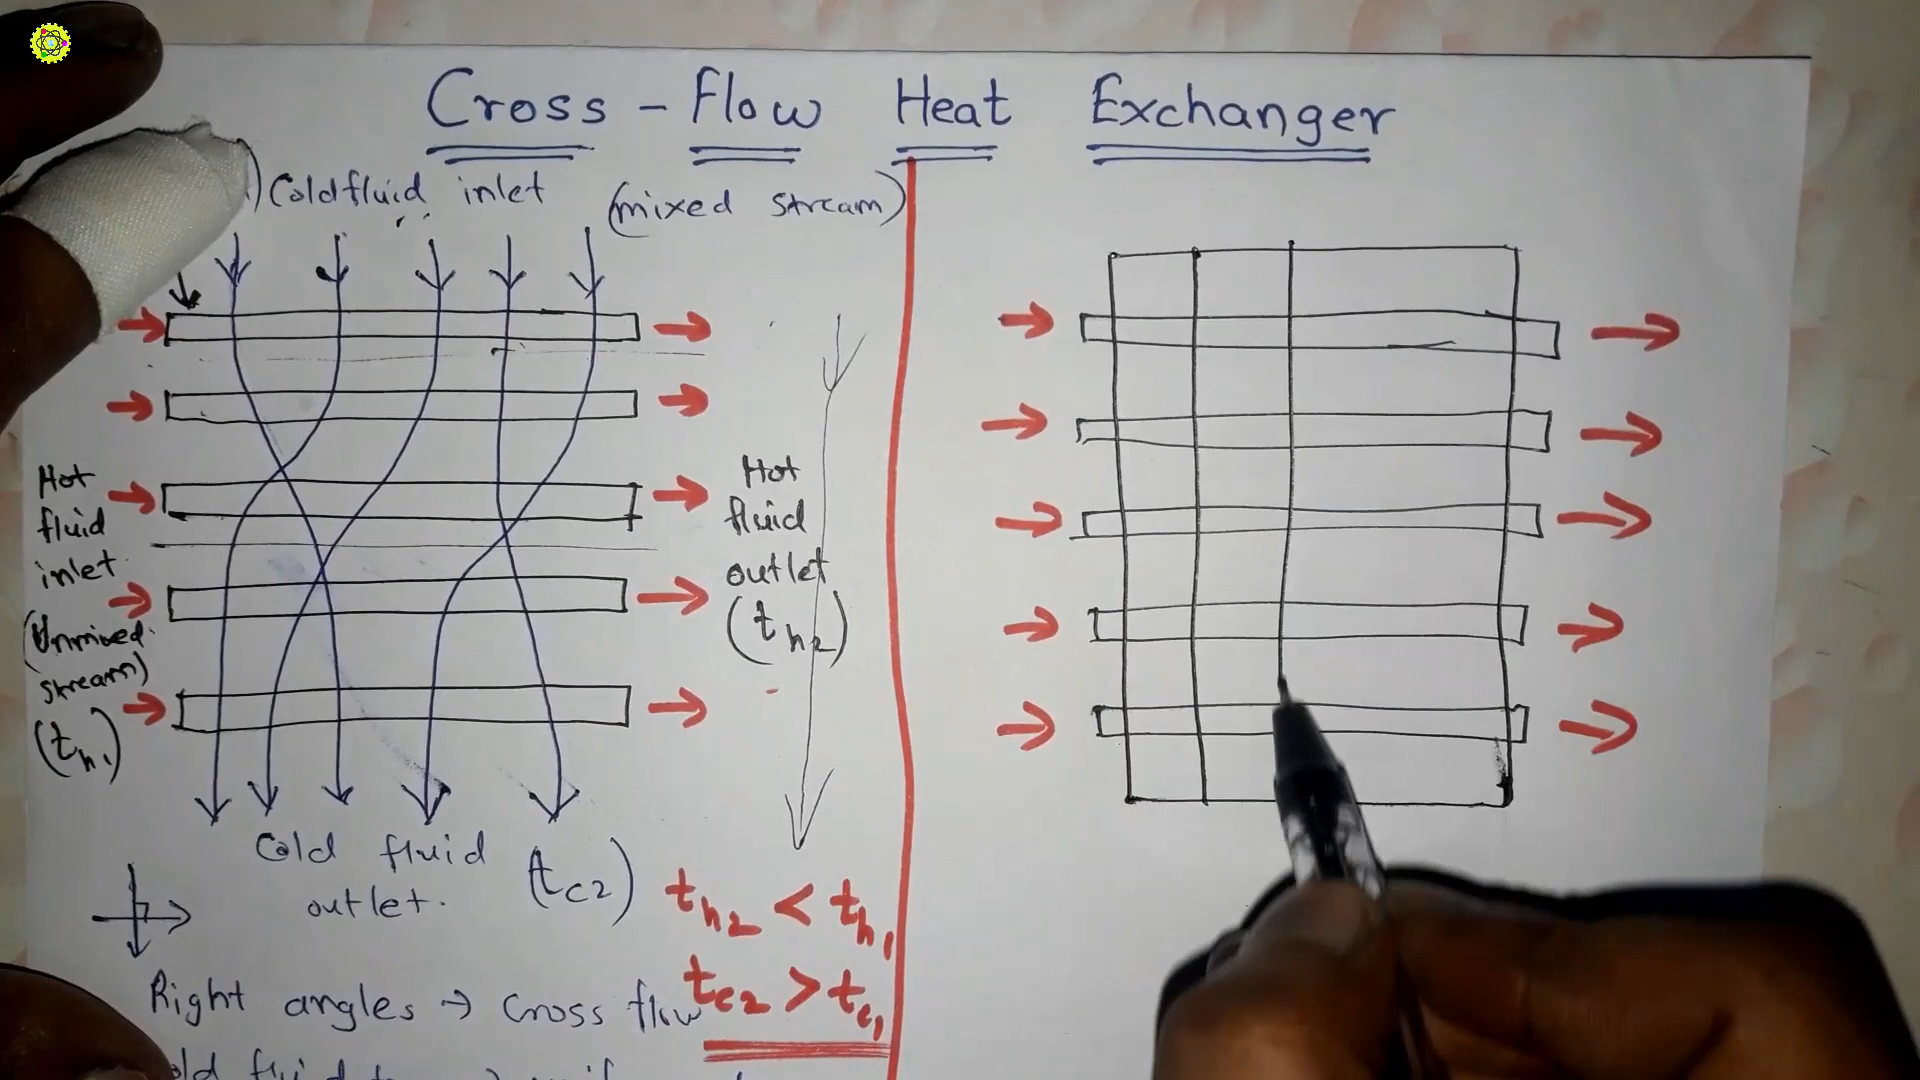 Cross - Flow Heat Exchanger
Cold fluid inlet (mixed stream)
Hot
fluid
inlet
(Unmixed
stream)
(th1)
Hot
fluid
outlet
(th2)
Cold fluid (tc2)
outlet.
th2 < th1
tc2 > tc1
Right angles → Cross flow